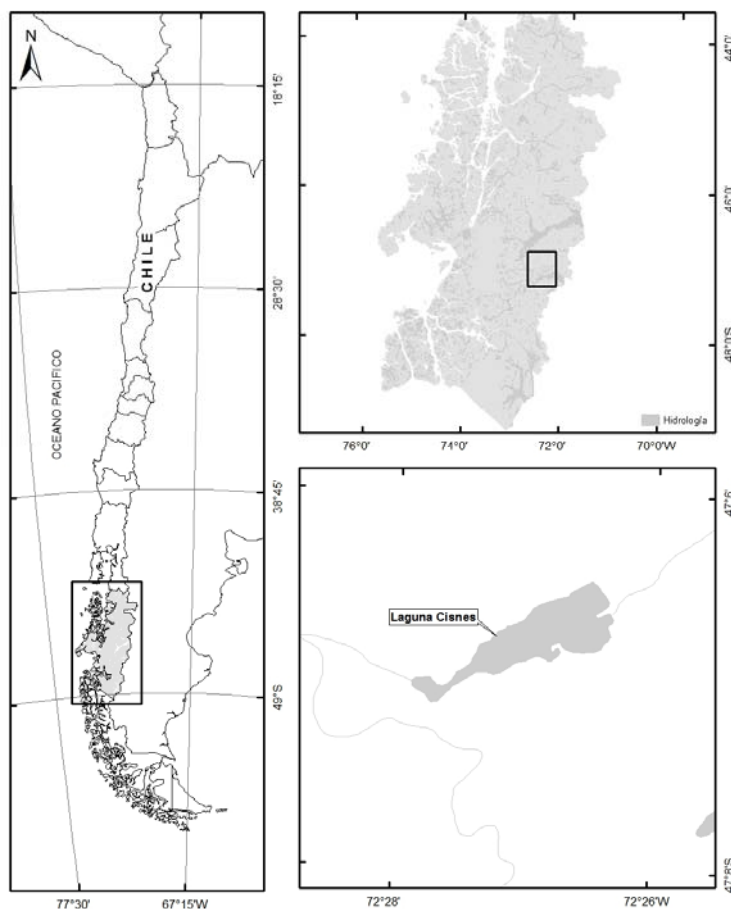 N
18°15'
CHILE
28°30'
OCEANO PACIFICO
38°45'
49°S
77°30'
67°15'W
44°0'
46°0'
48°0'S
Hidrología
76°0'
74°0'
72°0'
70°0'W
47°6'
Laguna Cisnes
47°8'S
72°28'
72°26'W